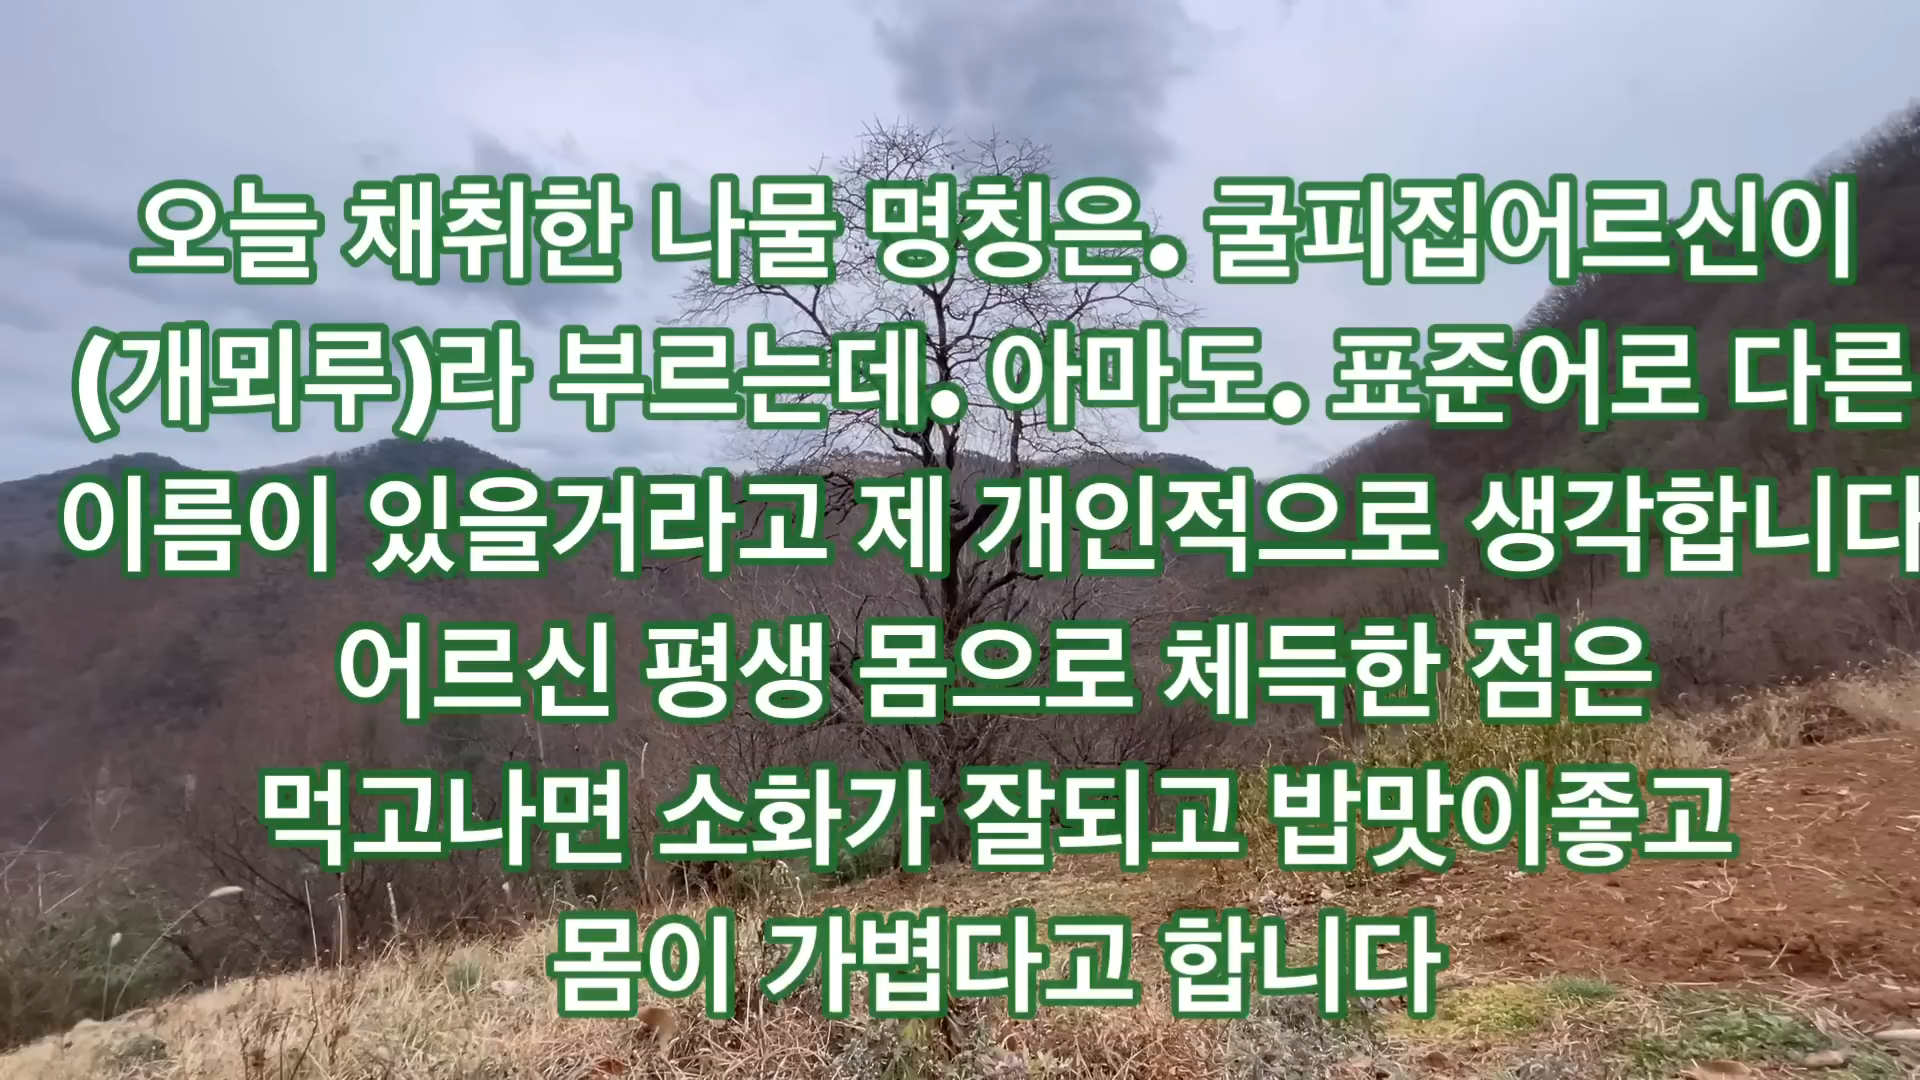 오늘 채취한 나물 명칭은. 굴피집어르신이
(개뫼루)라 부르는데. 아마도. 표준어로 다른
이름이 있을거라고 제 개인적으로 생각합니다
어르신 평생 몸으로 체득한 점은
먹고나면 소화가 잘되고 밥맛이좋고
몸이 가볍다고 합니다